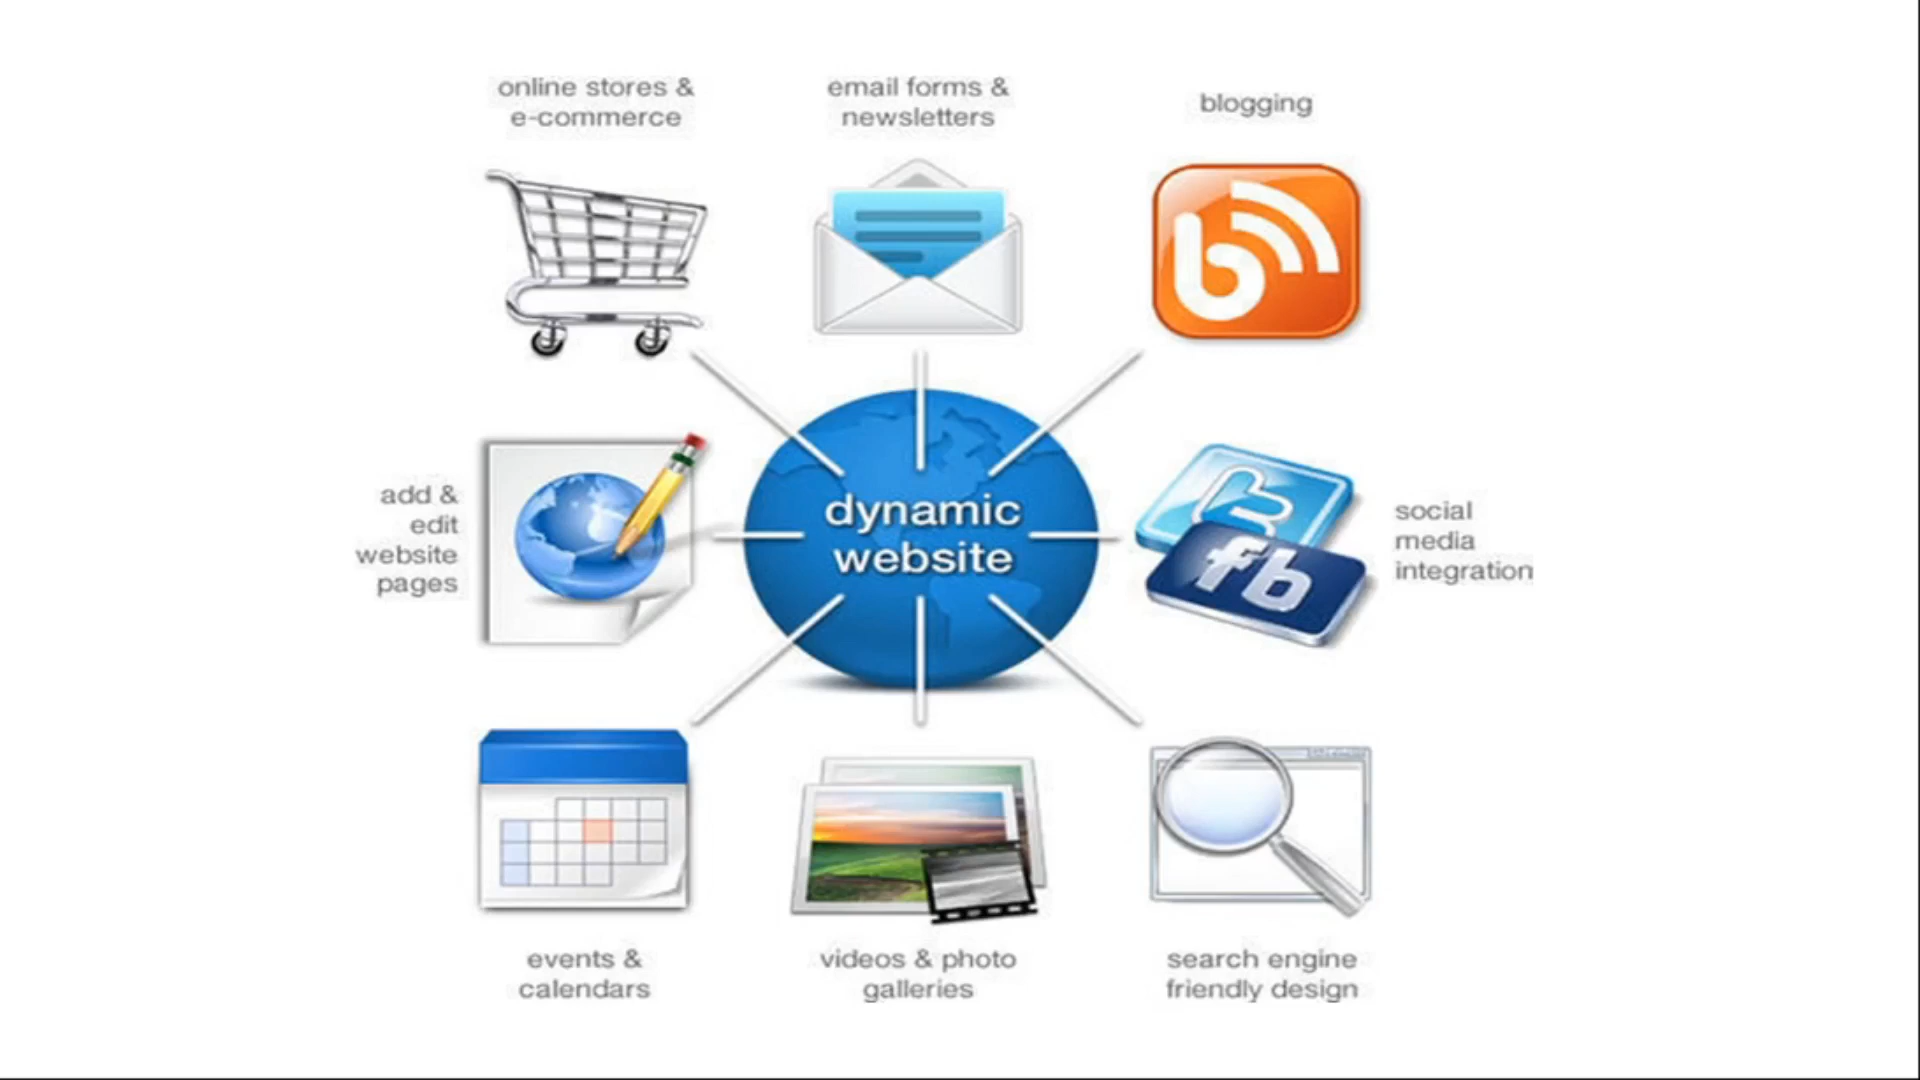 online stores &
e-commerce
email forms &
newsletters
blogging
b
add &
edit
website
pages
dynamic
website
t
fb
social
media
integration
events &
calendars
videos & photo
galleries
search engine
friendly design